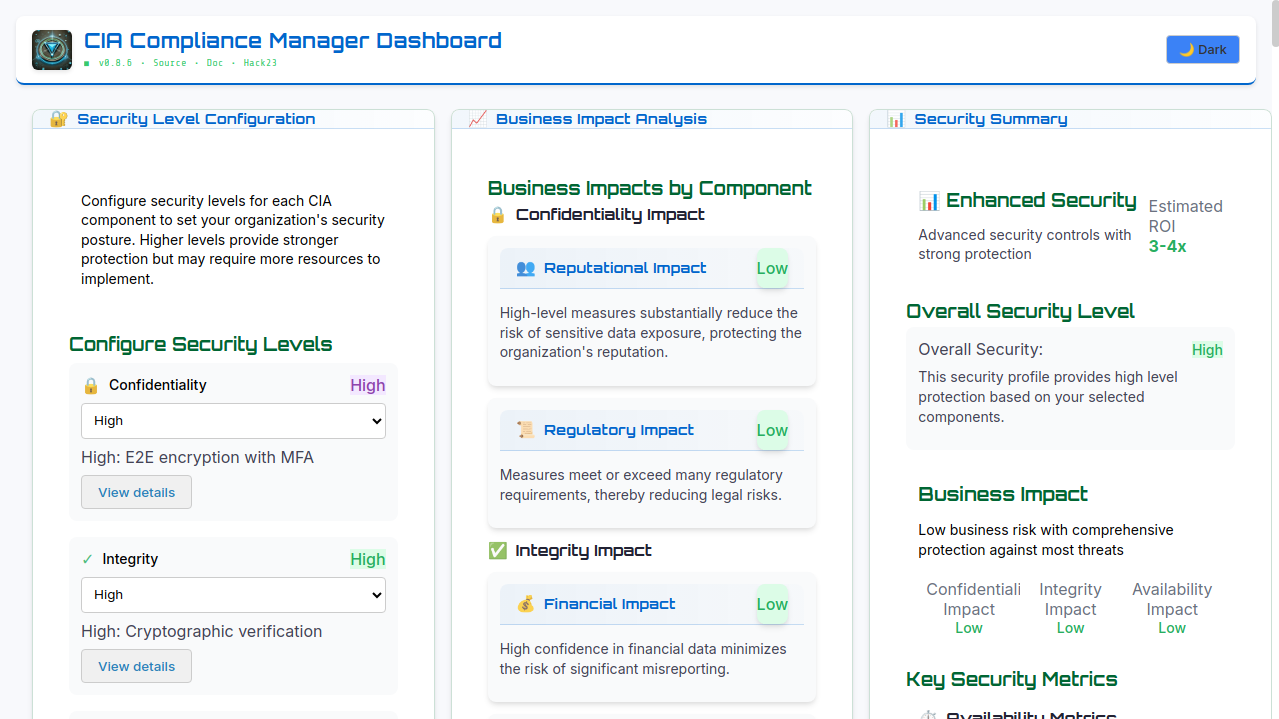 CIA Compliance Manager Dashboard
v0.8.6 · Source · Doc · Hack23
🌙 Dark
🔐 Security Level Configuration
Configure security levels for each CIA
component to set your organization's security
posture. Higher levels provide stronger
protection but may require more resources to
implement.
Configure Security Levels
🔒 Confidentiality High
High
High: E2E encryption with MFA
View details
✓ Integrity High
High
High: Cryptographic verification
View details
📈 Business Impact Analysis
Business Impacts by Component
🔒 Confidentiality Impact
👥 Reputational Impact Low
High-level measures substantially reduce the
risk of sensitive data exposure, protecting the
organization's reputation.
📜 Regulatory Impact Low
Measures meet or exceed many regulatory
requirements, thereby reducing legal risks.
✅ Integrity Impact
💰 Financial Impact Low
High confidence in financial data minimizes
the risk of significant misreporting.
📊 Security Summary
📊 Enhanced Security
Advanced security controls with
strong protection
Estimated
ROI
3-4x
Overall Security Level
Overall Security: High
This security profile provides high level
protection based on your selected
components.
Business Impact
Low business risk with comprehensive
protection against most threats
Confidentiali
Impact
Low
Integrity
Impact
Low
Availability
Impact
Low
Key Security Metrics
⏱️ Availability Metrics